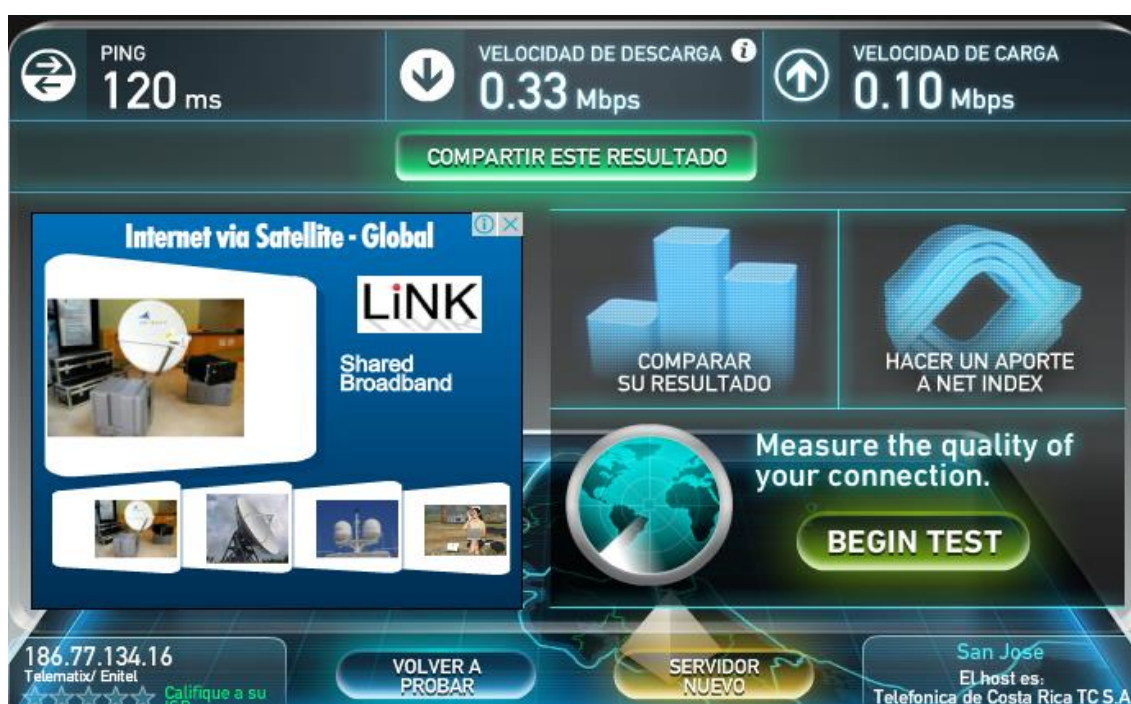 PING
120 ms
VELOCIDAD DE DESCARGA i
0.33 Mbps
VELOCIDAD DE CARGA
0.10 Mbps
COMPARTIR ESTE RESULTADO
Internet via Satellite - Global
LiNK
Shared
Broadband
COMPARAR
SU RESULTADO
HACER UN APORTE
A NET INDEX
Measure the quality of
your connection.
BEGIN TEST
186.77.134.16
Telematix/ Enitel
Califique a su
ISP
VOLVER A
PROBAR
SERVIDOR
NUEVO
San Jose
El host es:
Telefonica de Costa Rica TC S.A